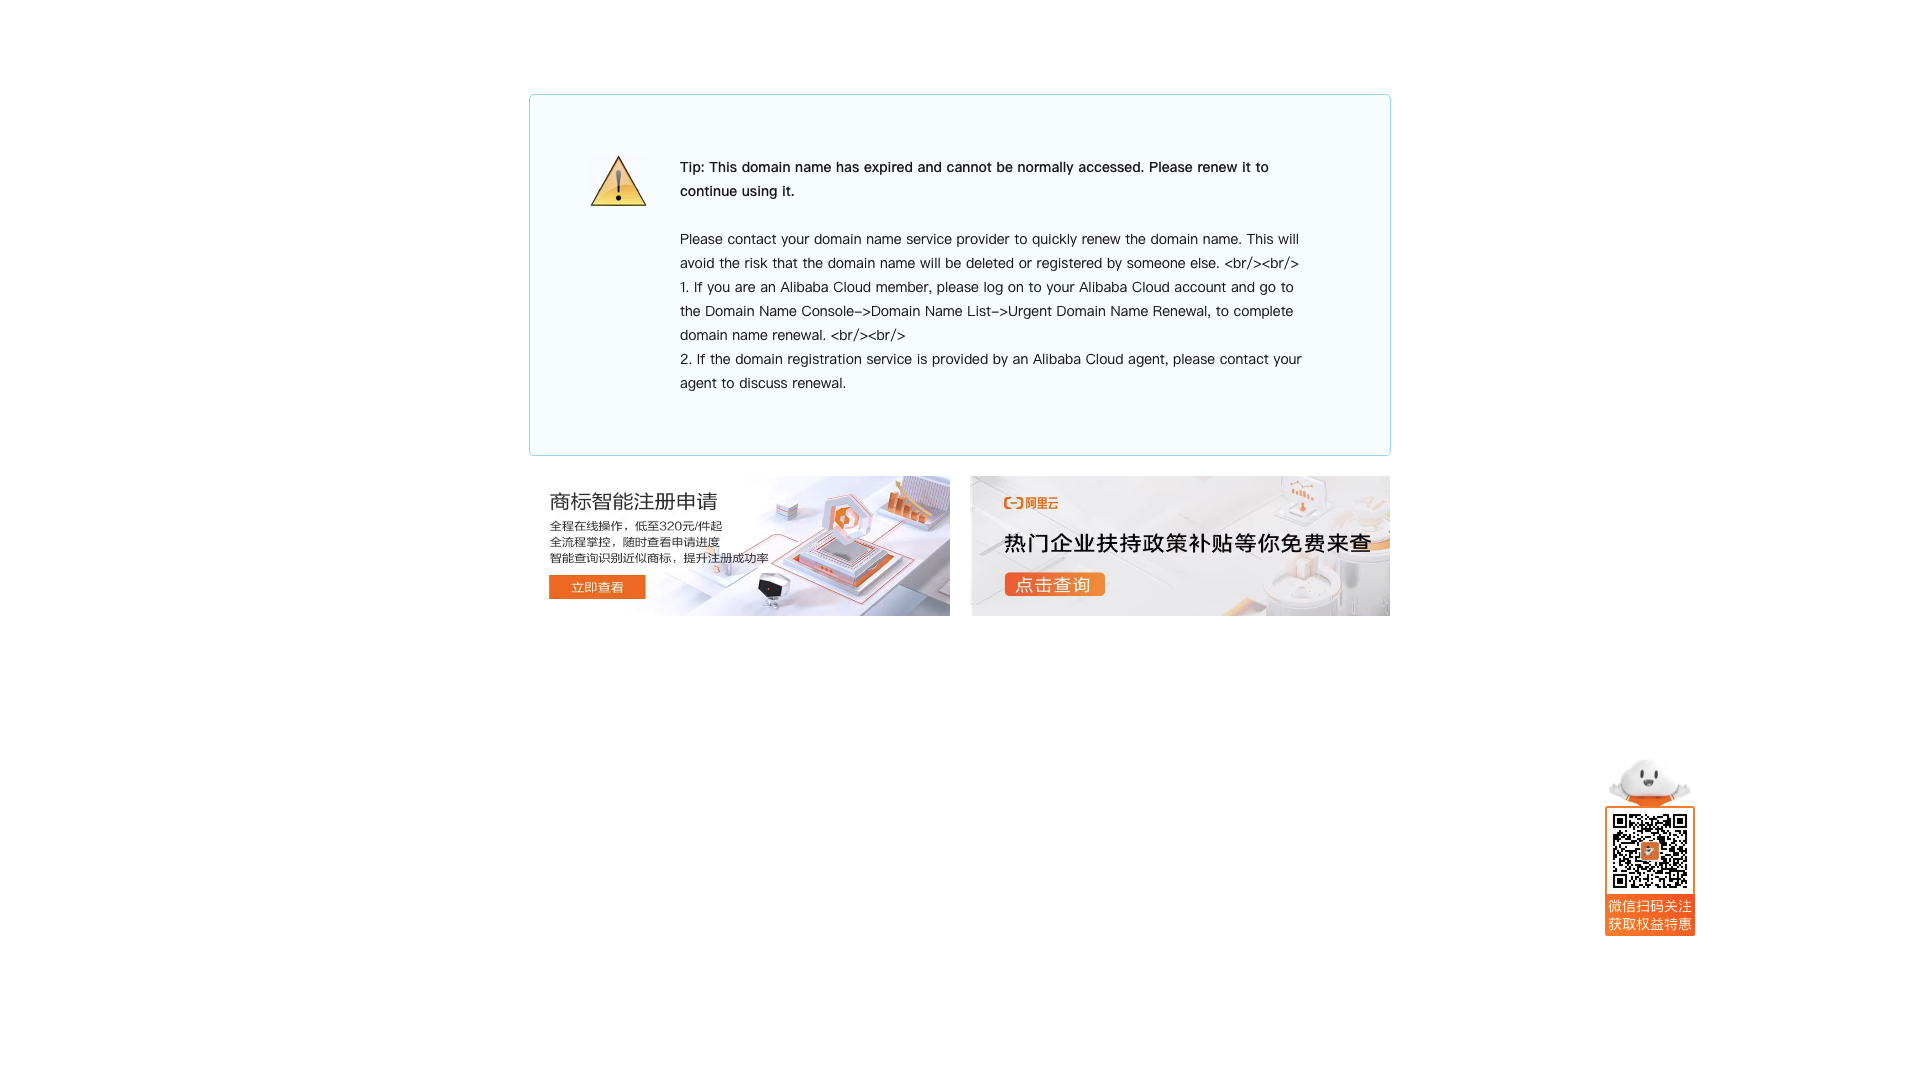 Tip: This domain name has expired and cannot be normally accessed. Please renew it to
continue using it.
Please contact your domain name service provider to quickly renew the domain name. This will
avoid the risk that the domain name will be deleted or registered by someone else. <br/><br/>
1. If you are an Alibaba Cloud member, please log on to your Alibaba Cloud account and go to
the Domain Name Console->Domain Name List->Urgent Domain Name Renewal, to complete
domain name renewal. <br/><br/>
2. If the domain registration service is provided by an Alibaba Cloud agent, please contact your
agent to discuss renewal.
商标智能注册申请
全程在线操作，低至320元/件起
全流程掌控，随时查看申请进度
智能查询识别近似商标，提升注册成功率
立即查看
阿里云
热门企业扶持政策补贴等你免费来查
点击查询
微信扫码关注
获取权益特惠